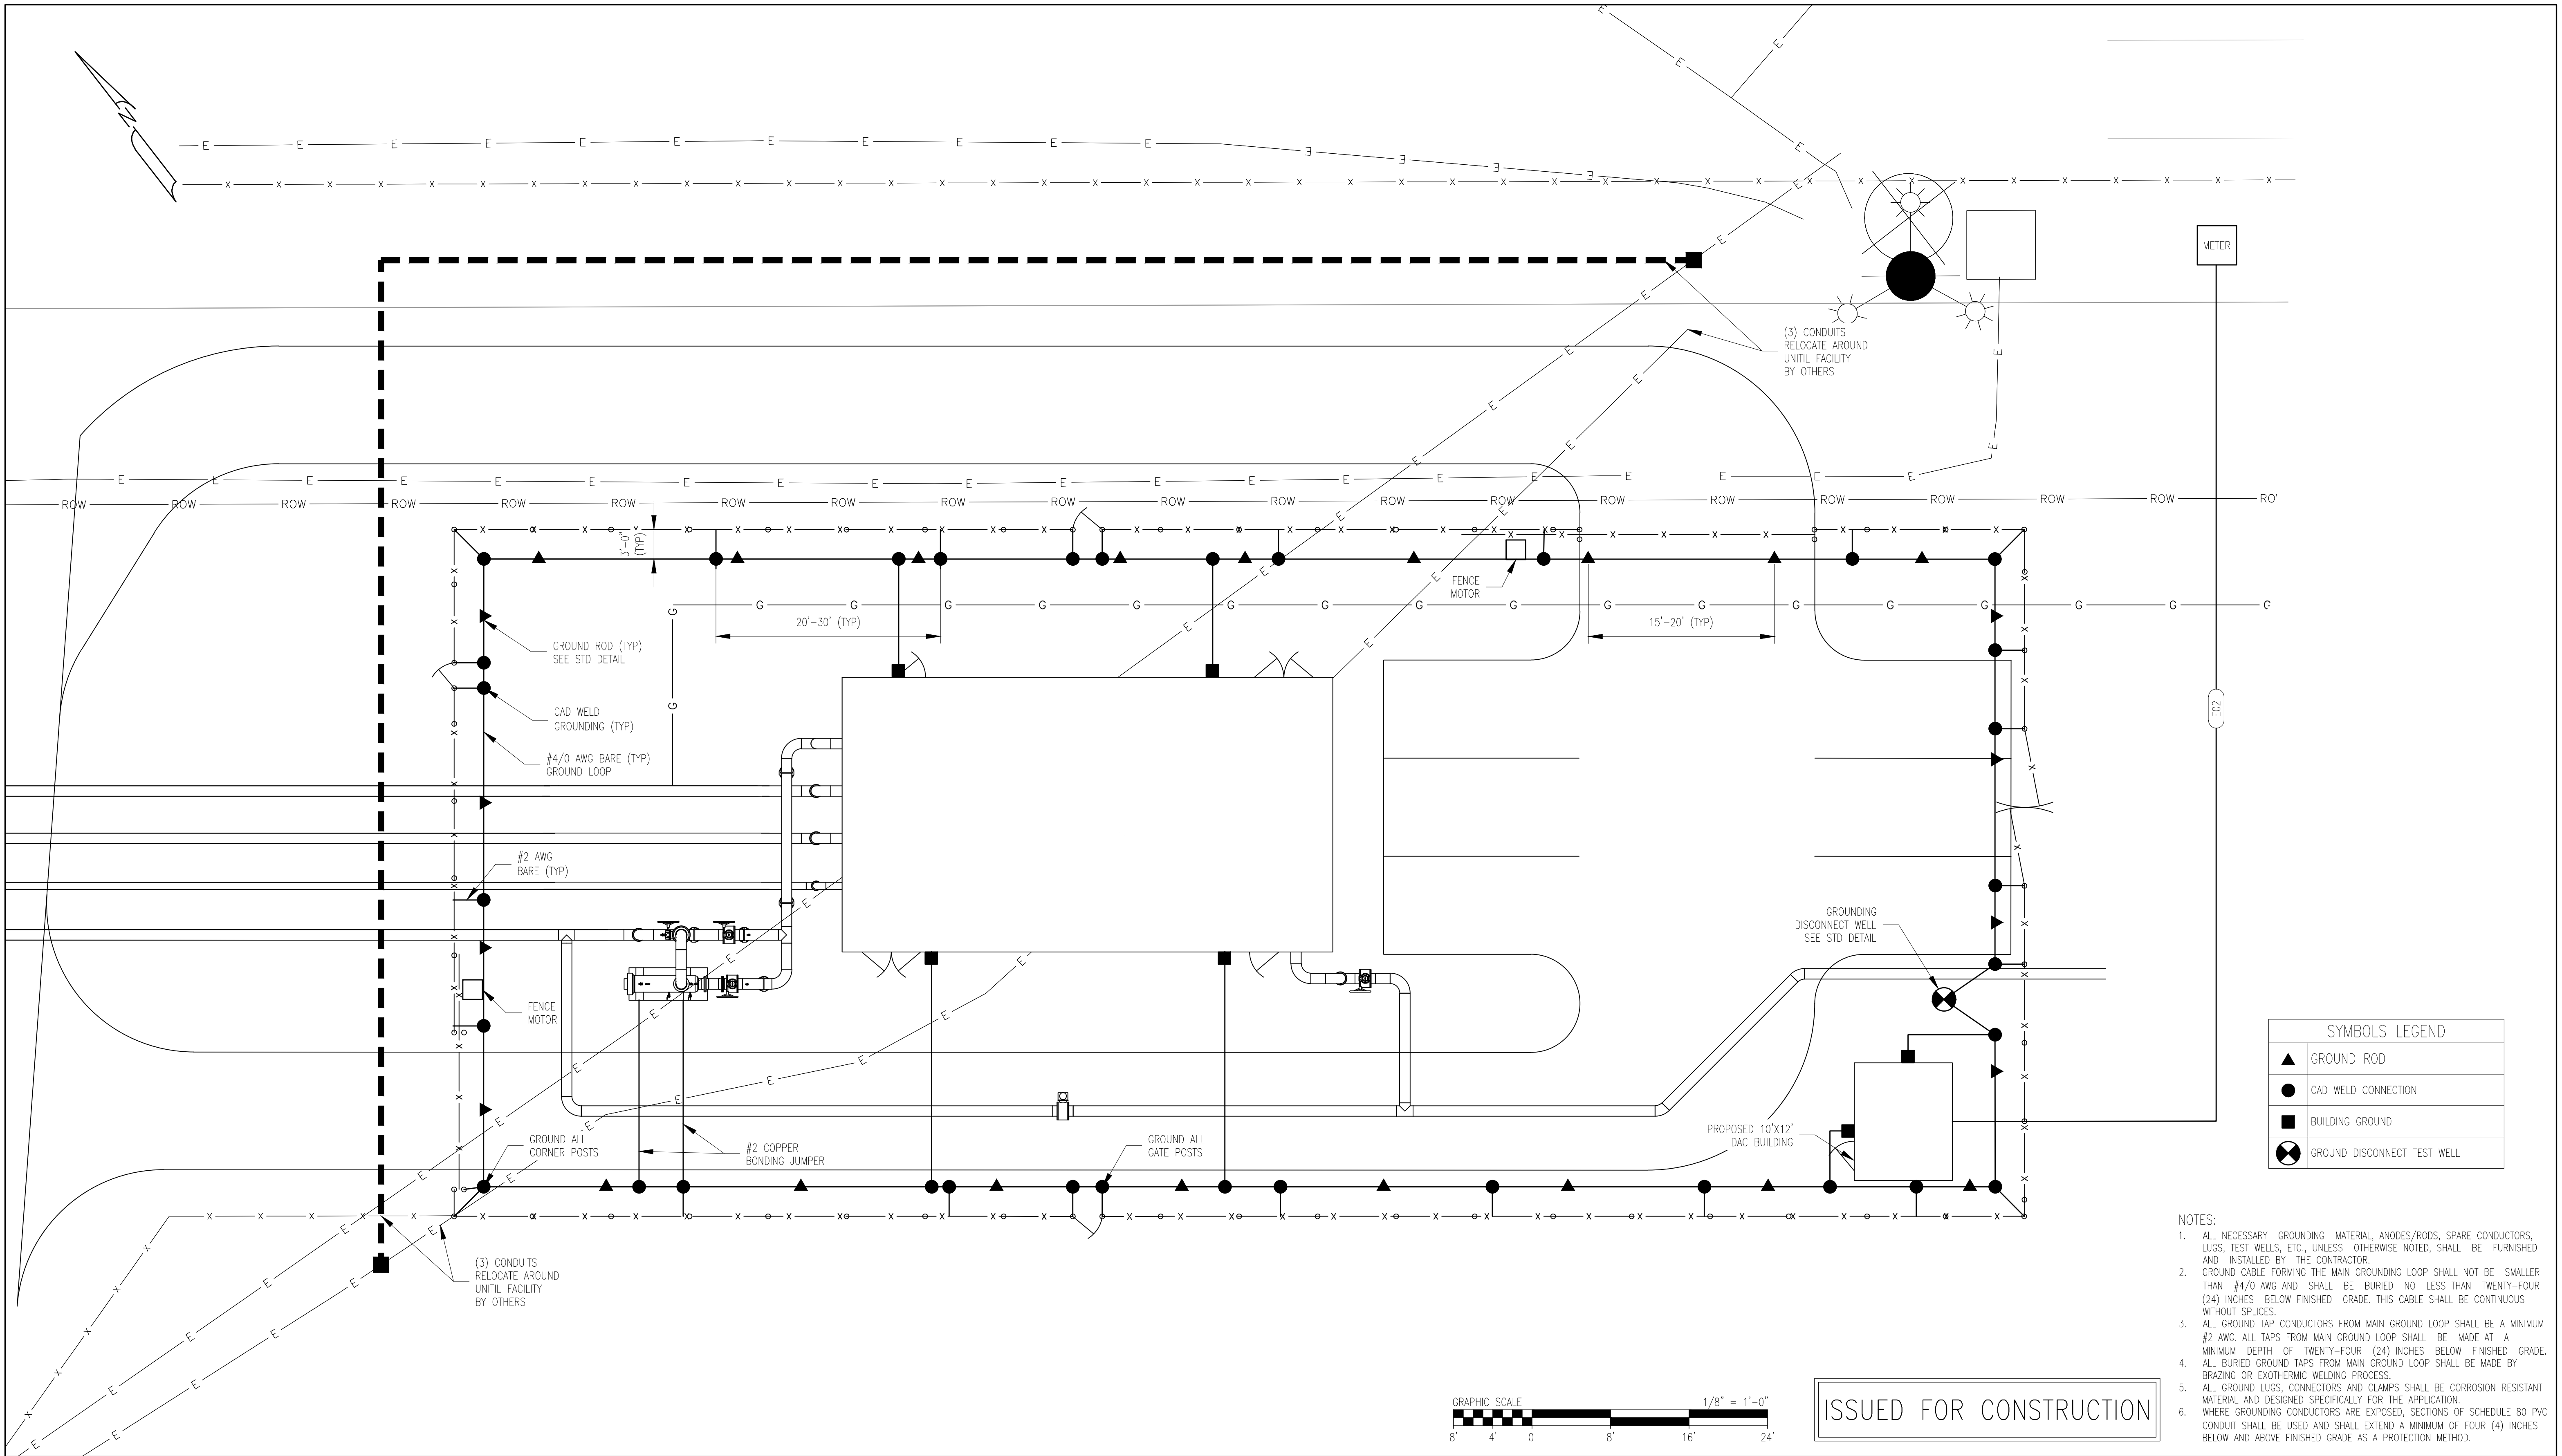 N
METER
(3) CONDUITS
RELOCATE AROUND
UNITIL FACILITY
BY OTHERS
3'-0"
(TYP)
FENCE
MOTOR
20'-30' (TYP)
15'-20' (TYP)
GROUND ROD (TYP)
SEE STD DETAIL
E02
CAD WELD
GROUNDING (TYP)
#4/0 AWG BARE (TYP)
GROUND LOOP
#2 AWG
BARE (TYP)
GROUNDING
DISCONNECT WELL
SEE STD DETAIL
FENCE
MOTOR
SYMBOLS LEGEND
GROUND ROD
CAD WELD CONNECTION
BUILDING GROUND
GROUND DISCONNECT TEST WELL
GROUND ALL
CORNER POSTS
#2 COPPER
BONDING JUMPER
GROUND ALL
GATE POSTS
PROPOSED 10'X12'
DAC BUILDING
(3) CONDUITS
RELOCATE AROUND
UNITIL FACILITY
BY OTHERS
NOTES:
1. ALL NECESSARY GROUNDING MATERIAL, ANODES/RODS, SPARE CONDUCTORS,
LUGS, TEST WELLS, ETC., UNLESS OTHERWISE NOTED, SHALL BE FURNISHED
AND INSTALLED BY THE CONTRACTOR.
2. GROUND CABLE FORMING THE MAIN GROUNDING LOOP SHALL NOT BE SMALLER
THAN #4/0 AWG AND SHALL BE BURIED NO LESS THAN TWENTY-FOUR
(24) INCHES BELOW FINISHED GRADE. THIS CABLE SHALL BE CONTINUOUS
WITHOUT SPLICES.
3. ALL GROUND TAP CONDUCTORS FROM MAIN GROUND LOOP SHALL BE A MINIMUM
#2 AWG. ALL TAPS FROM MAIN GROUND LOOP SHALL BE MADE AT A
MINIMUM DEPTH OF TWENTY-FOUR (24) INCHES BELOW FINISHED GRADE.
4. ALL BURIED GROUND TAPS FROM MAIN GROUND LOOP SHALL BE MADE BY
BRAZING OR EXOTHERMIC WELDING PROCESS.
5. ALL GROUND LUGS, CONNECTORS AND CLAMPS SHALL BE CORROSION RESISTANT
MATERIAL AND DESIGNED SPECIFICALLY FOR THE APPLICATION.
6. WHERE GROUNDING CONDUCTORS ARE EXPOSED, SECTIONS OF SCHEDULE 80 PVC
CONDUIT SHALL BE USED AND SHALL EXTEND A MINIMUM OF FOUR (4) INCHES
BELOW AND ABOVE FINISHED GRADE AS A PROTECTION METHOD.
GRAPHIC SCALE 1/8" = 1'-0"
8' 4' 0 8' 16' 24'
ISSUED FOR CONSTRUCTION